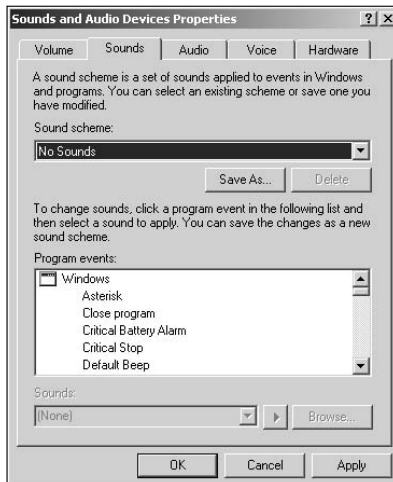 Sounds and Audio Devices Properties
Volume Sounds Audio Voice Hardware
A sound scheme is a set of sounds applied to events in Windows
and programs. You can select an existing scheme or save one you
have modified.
Sound scheme:
No Sounds
Save As... Delete
To change sounds, click a program event in the following list and
then select a sound to apply. You can save the changes as a new
sound scheme.
Program events:
Windows
Asterisk
Close program
Critical Battery Alarm
Critical Stop
Default Beep
Sounds:
(None) Browse...
OK Cancel Apply